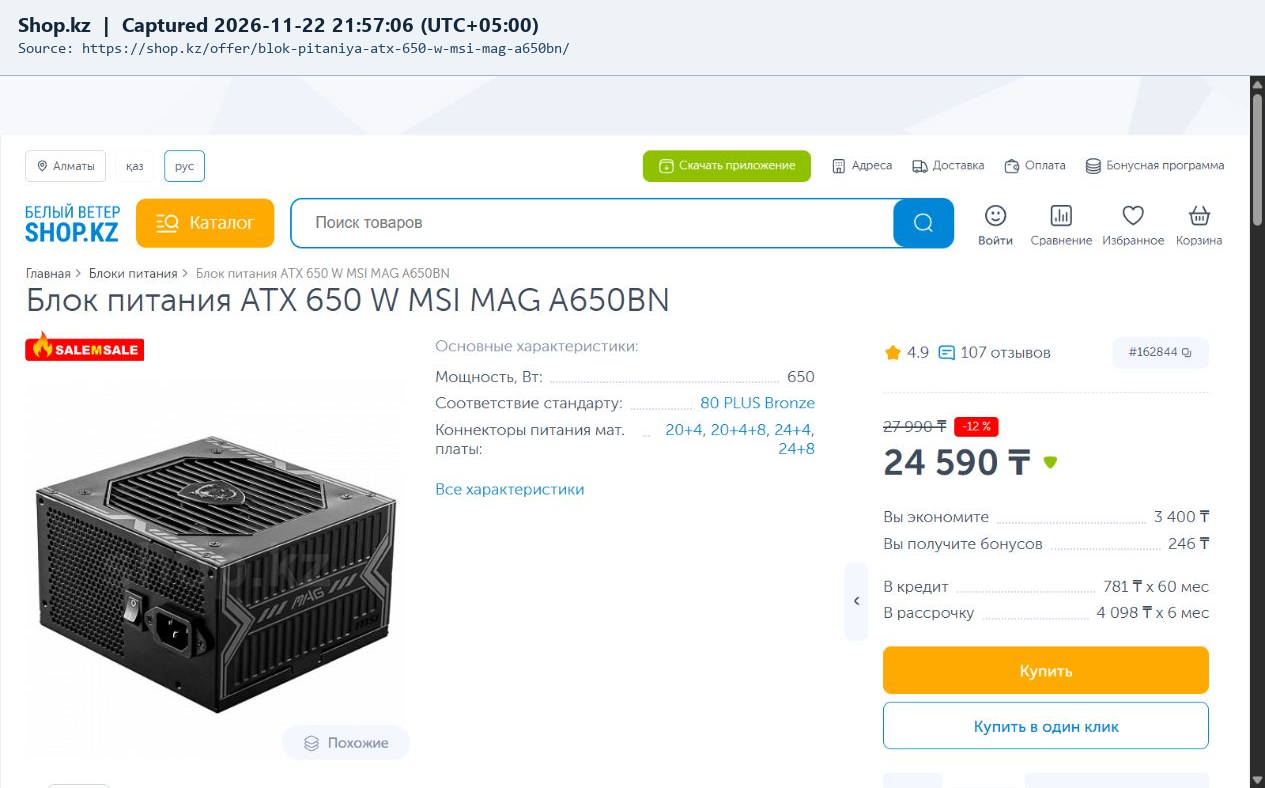 Shop.kz | Captured 2026-11-22 21:57:06 (UTC+05:00)
Source: https://shop.kz/offer/blok-pitaniya-atx-650-w-msi-mag-a650bn/
Алматы
қаз
рус
Скачать приложение
Адреса
Доставка
Оплата
Бонусная программа
БЕЛЫЙ ВЕТЕР
SHOP.KZ
Каталог
Поиск товаров
Войти
Сравнение
Избранное
Корзина
Главная > Блоки питания > Блок питания ATX 650 W MSI MAG A650BN
Блок питания ATX 650 W MSI MAG A650BN
SALEMSALE
MAG
msi
Похожие
Основные характеристики:
Мощность, Вт: 650
Соответствие стандарту: 80 PLUS Bronze
Коннекторы питания мат. платы: 20+4, 20+4+8, 24+4,
24+8
Все характеристики
4.9
107 отзывов
#162844
27 990 ₸ -12 %
24 590 ₸
Вы экономите 3 400 ₸
Вы получите бонусов 246 ₸
В кредит 781 ₸ x 60 мес
В рассрочку 4 098 ₸ x 6 мес
Купить
Купить в один клик